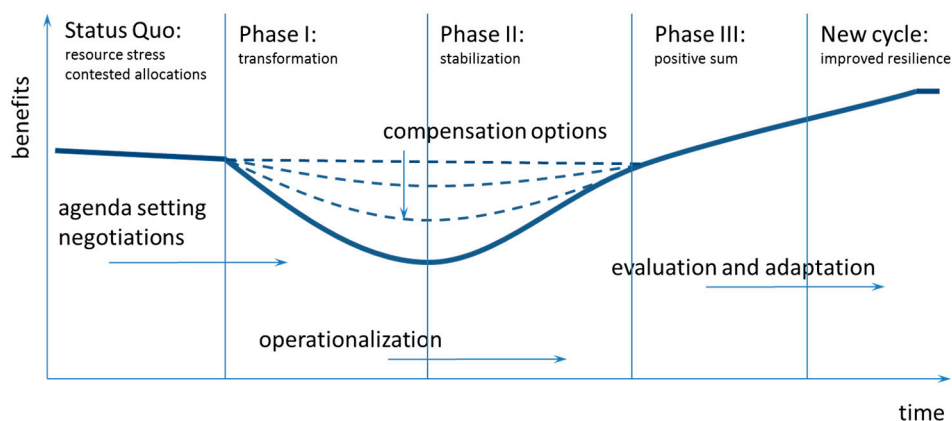 Status Quo:
resource stress
contested allocations
Phase I:
transformation
Phase II:
stabilization
Phase III:
positive sum
New cycle:
improved resilience
benefits
compensation options
agenda setting
negotiations
evaluation and adaptation
operationalization
time